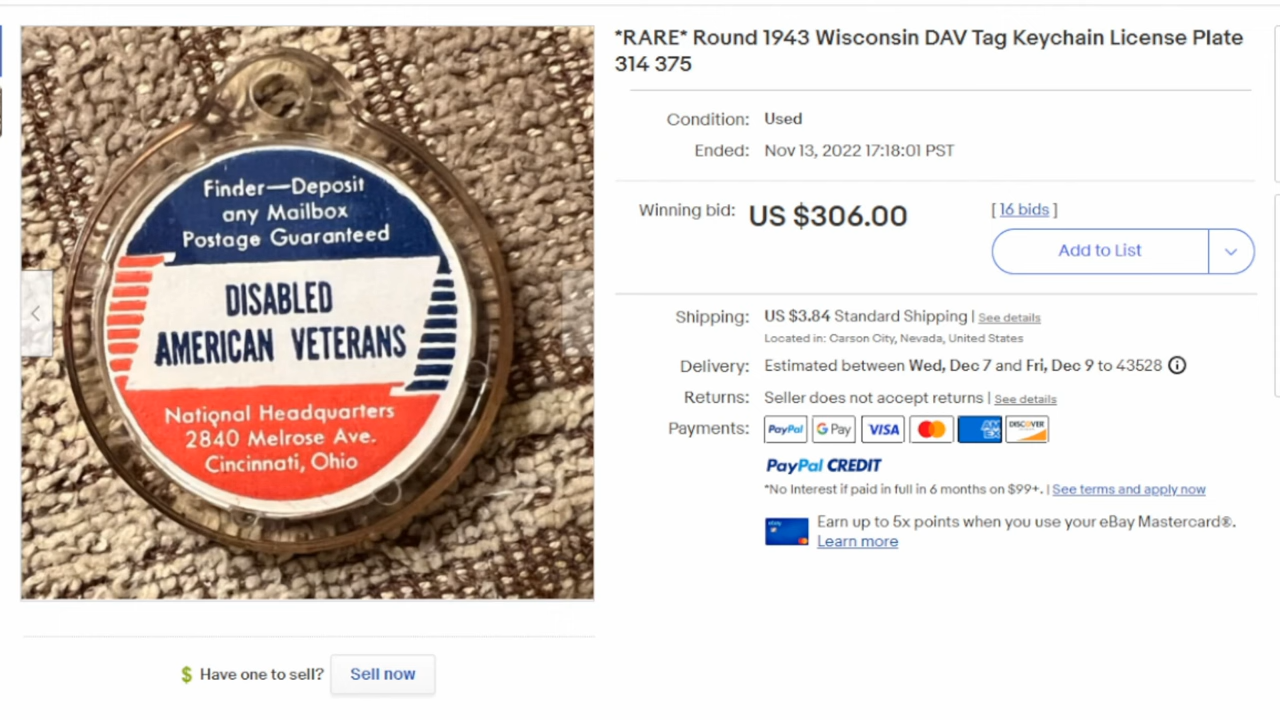 *RARE* Round 1943 Wisconsin DAV Tag Keychain License Plate
314 375
Condition: Used
Ended: Nov 13, 2022 17:18:01 PST
Winning bid: US $306.00 [ 16 bids ]
Add to List
Shipping: US $3.84 Standard Shipping | See details
Located in: Carson City, Nevada, United States
Delivery: Estimated between Wed, Dec 7 and Fri, Dec 9 to 43528
Returns: Seller does not accept returns | See details
Payments: PayPal G Pay VISA AM EX DISCOVER
PayPal CREDIT
*No Interest if paid in full in 6 months on $99+. | See terms and apply now
Earn up to 5x points when you use your eBay Mastercard®.
Learn more
Finder—Deposit
any Mailbox
Postage Guaranteed
DISABLED
AMERICAN VETERANS
National Headquarters
2840 Melrose Ave.
Cincinnati, Ohio
$ Have one to sell? Sell now